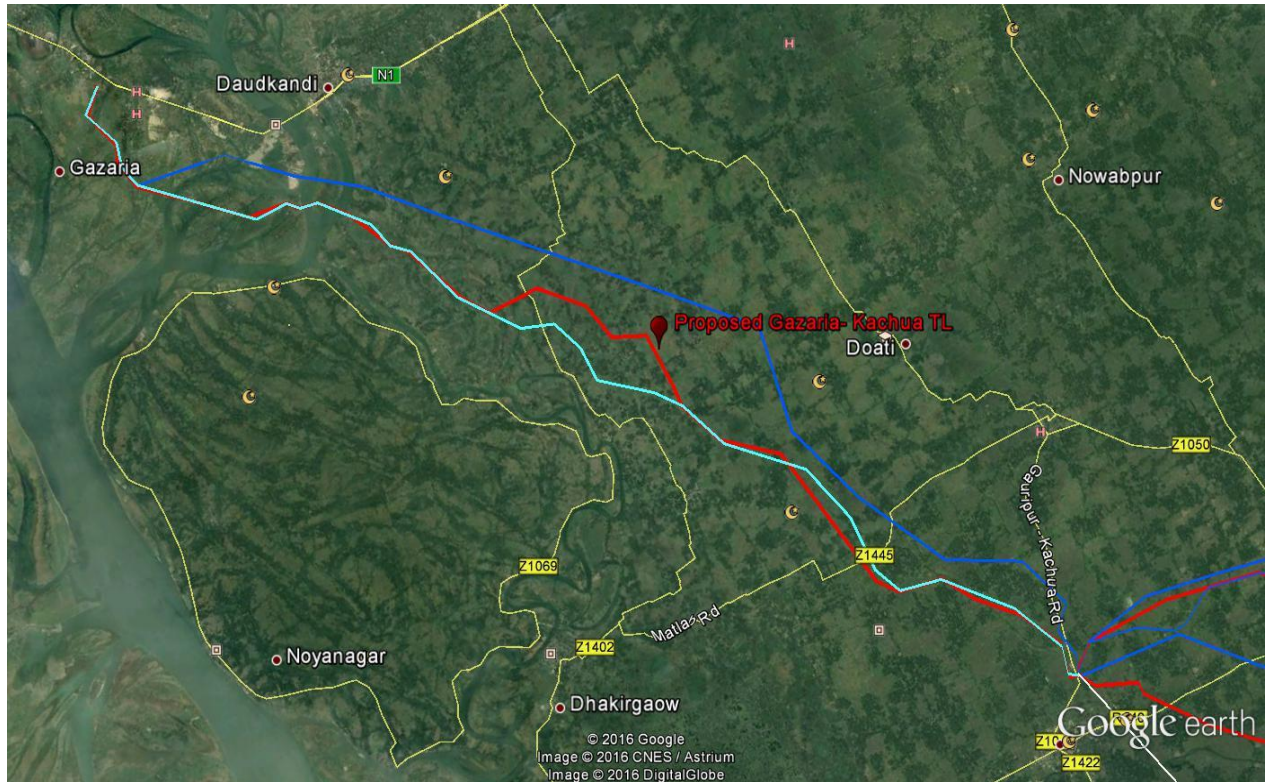 N1
Daudkandi
H
H
H
Gazaria
Nowabpur
Proposed Gazaria- Kachua TL
Doati
H
Z1050
Gauripur - Kachua Rd
Z1445
Z1069
Matlab Rd
Z1402
Noyanagar
Dhakirgaow
Google earth
Z1422
© 2016 Google
Image © 2016 CNES / Astrium
Image © 2016 DigitalGlobe